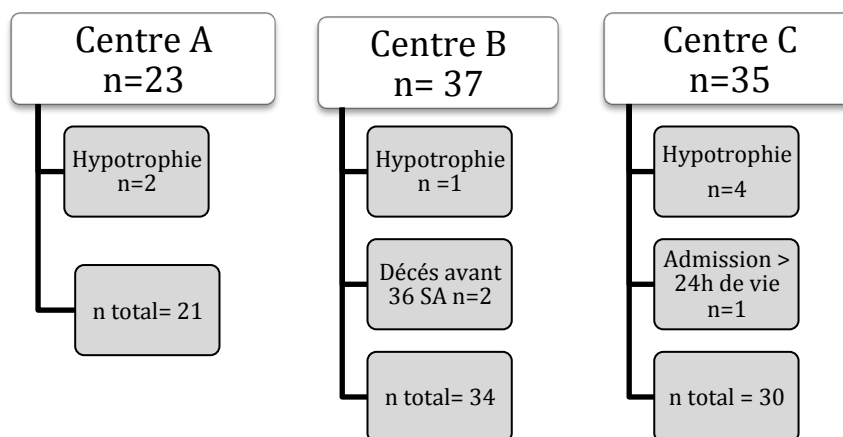 Centre A
n=23
Hypotrophie
n=2
n total= 21
Centre B
n= 37
Hypotrophie
n =1
Décés avant
36 SA n=2
n total= 34
Centre C
n=35
Hypotrophie
n=4
Admission >
24h de vie
n=1
n total = 30